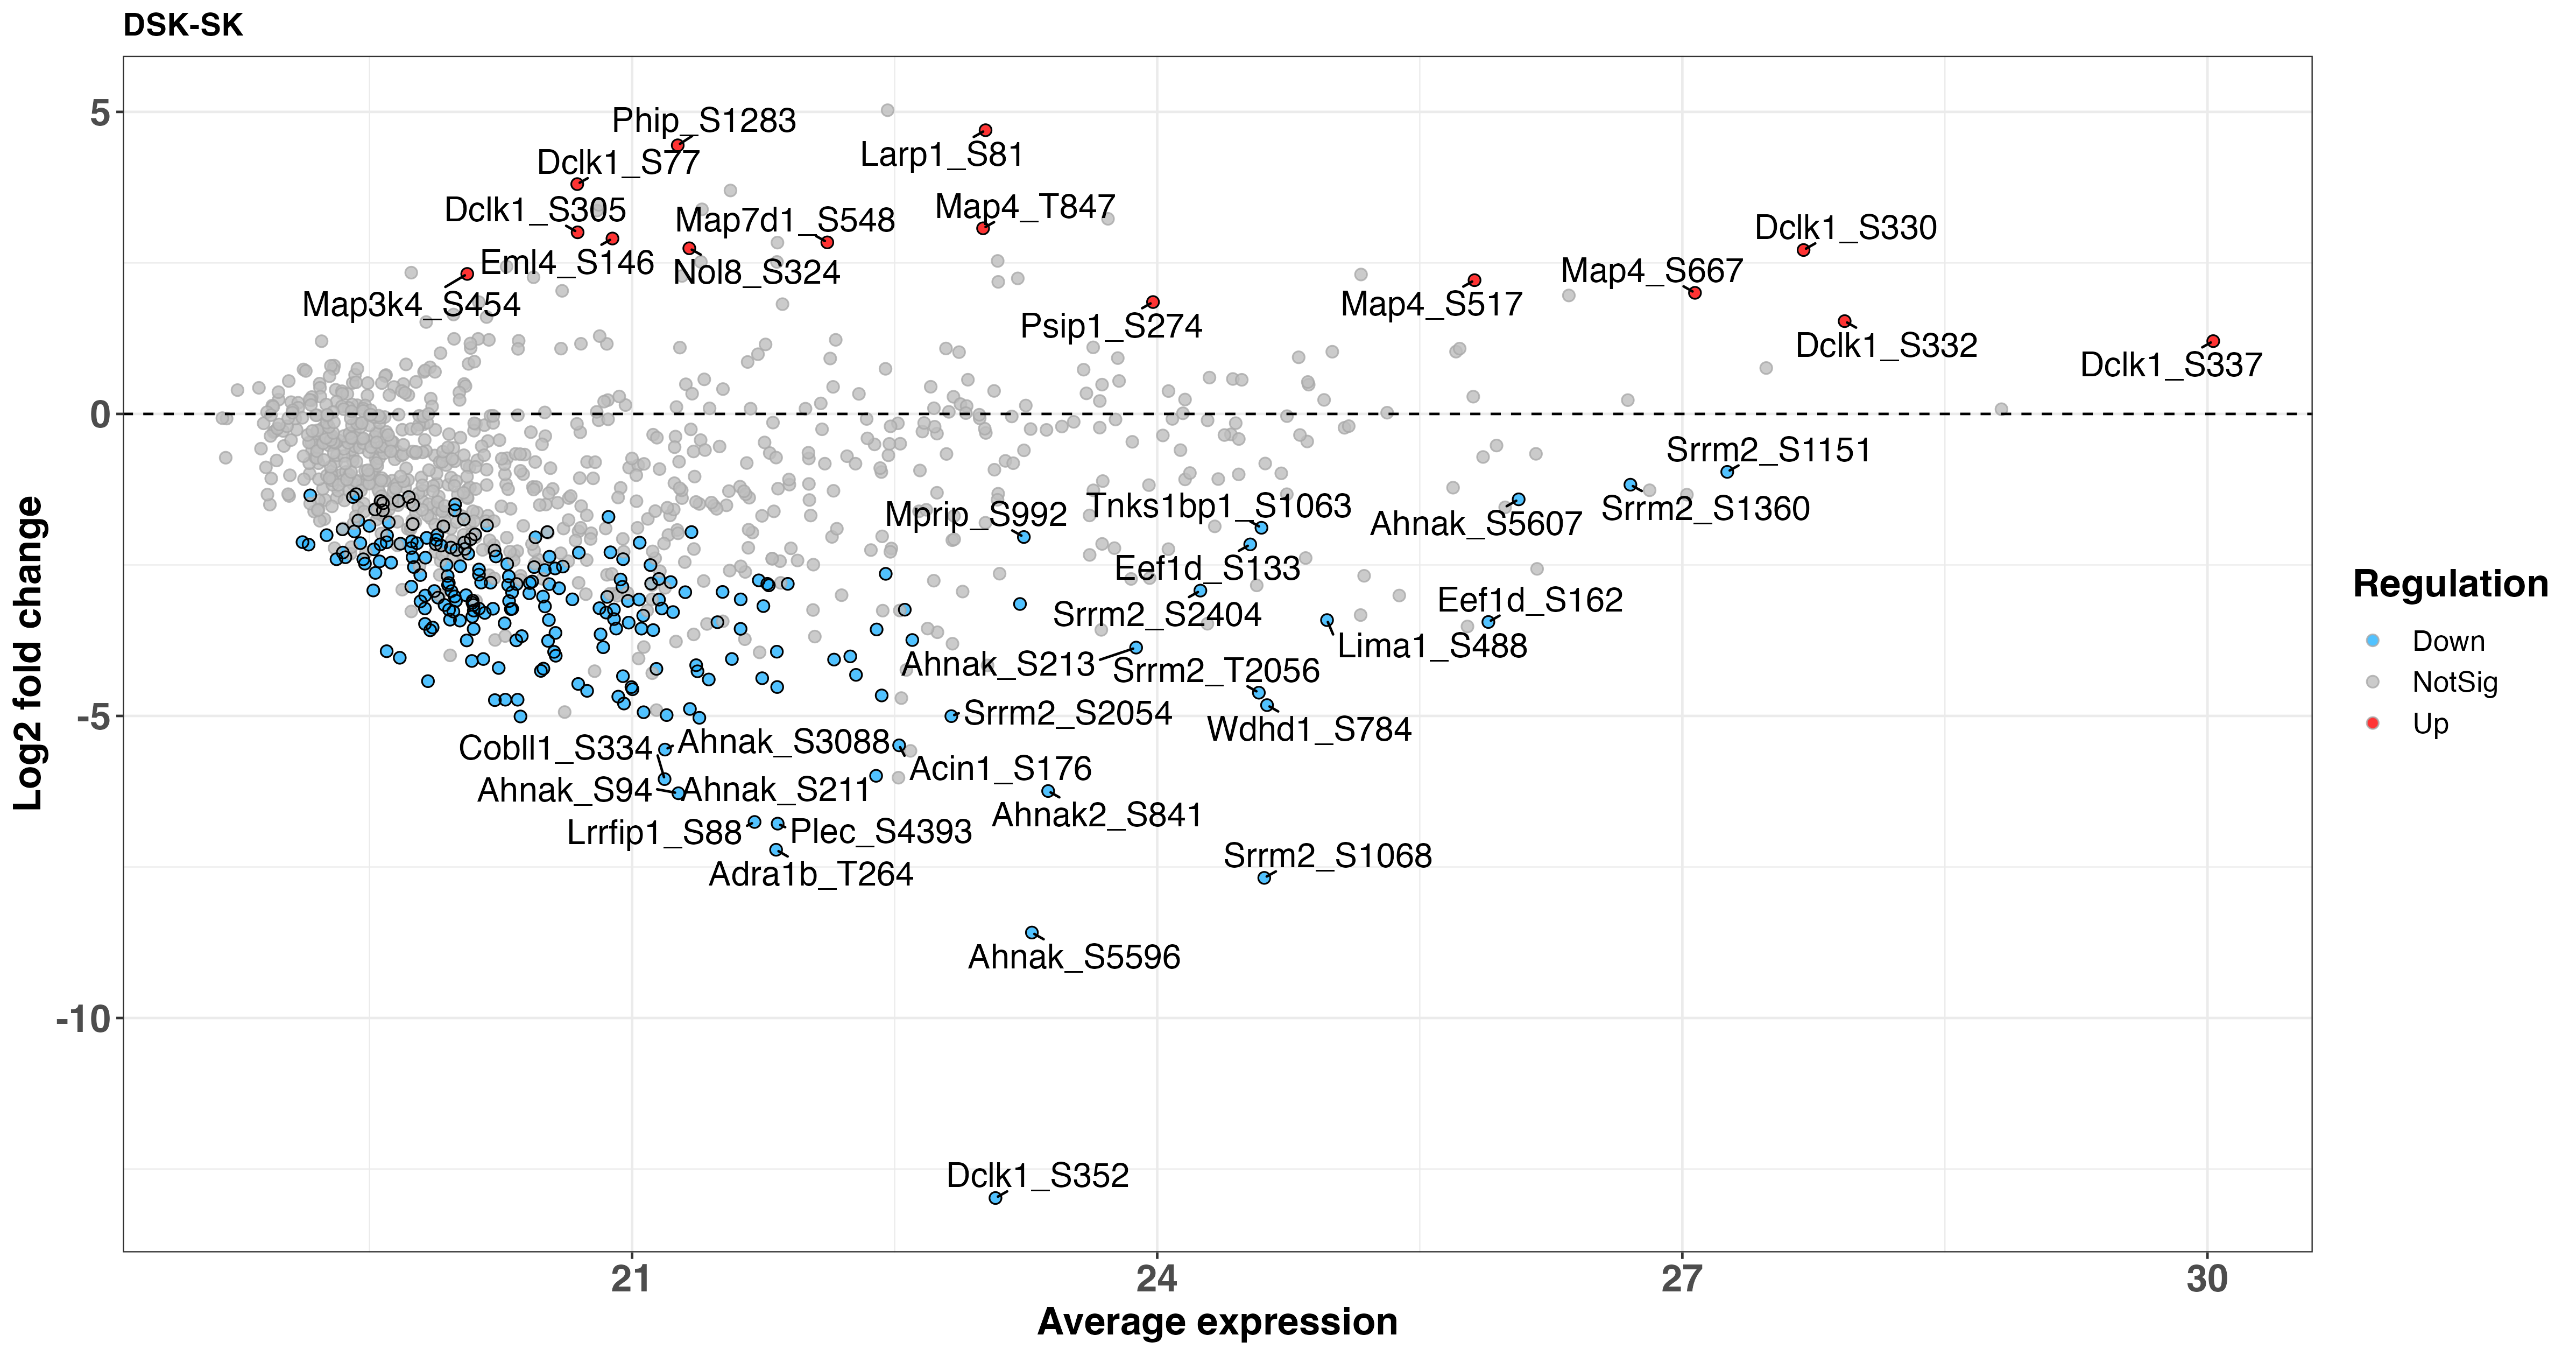 DSK-SK
5
Phip_S1283
Larp1_S81
Dclk1_S77
Dclk1_S305
Map7d1_S548
Map4_T847
Dclk1_S330
Eml4_S146
Nol8_S324
Map4_S667
Map3k4_S454
Map4_S517
Psip1_S274
Dclk1_S332
Dclk1_S337
0
Srrm2_S1151
Mprip_S992
Tnks1bp1_S1063
Ahnak_S5607
Srrm2_S1360
Eef1d_S133
Regulation
Eef1d_S162
Srrm2_S2404
Down
Lima1_S488
Ahnak_S213
Srrm2_T2056
NotSig
-5
Srrm2_S2054
Up
Wdhd1_S784
Cobll1_S334
Ahnak_S3088
Acin1_S176
Ahnak_S94
Ahnak_S211
Ahnak2_S841
Lrrfip1_S88
Plec_S4393
Adra1b_T264
Srrm2_S1068
Ahnak_S5596
-10
Dclk1_S352
Log2 fold change
21
24
27
30
Average expression